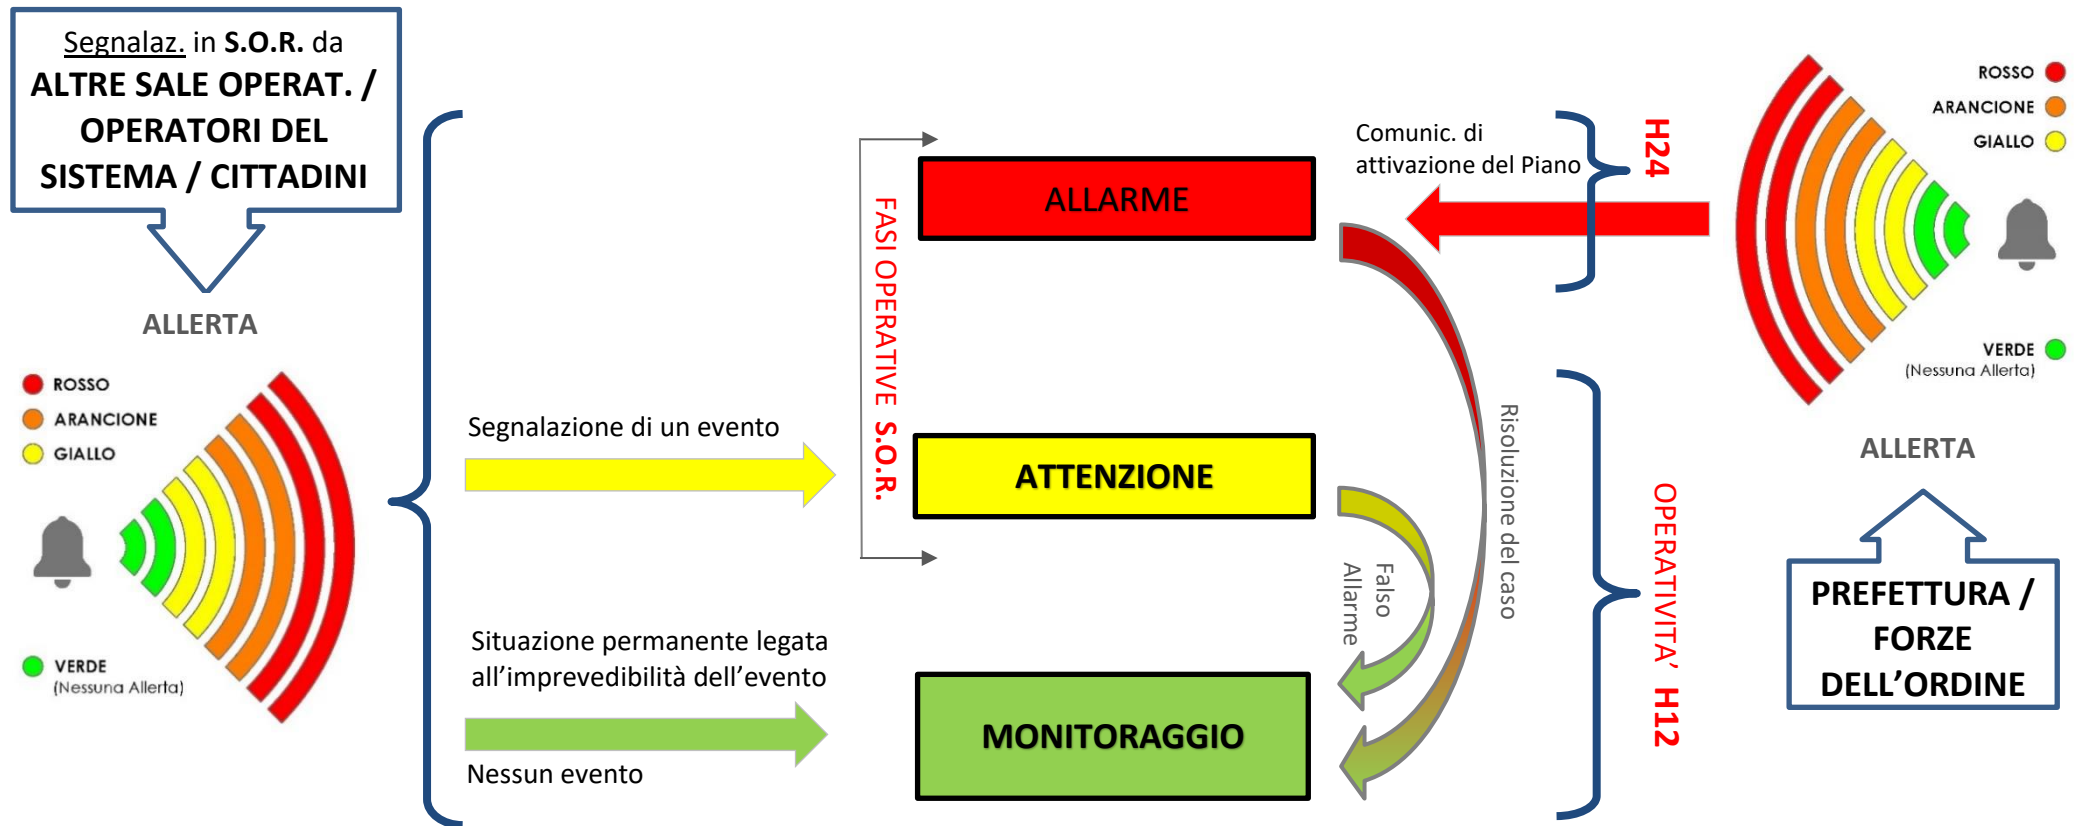 Segnalaz. in S.O.R. da
ALTRE SALE OPERAT. /
OPERATORI DEL
SISTEMA / CITTADINI
ALLERTA
ROSSO
ARANCIONE
GIALLO
VERDE
(Nessuna Allerta)
Segnalazione di un evento
Situazione permanente legata
all’imprevedibilità dell’evento
Nessun evento
FASI OPERATIVE S.O.R.
ALLARME
ATTENZIONE
MONITORAGGIO
Comunic. di
attivazione del Piano
Falso
Allarme
Risoluzione del caso
H24
OPERATIVITA’ H12
ROSSO
ARANCIONE
GIALLO
VERDE
(Nessuna Allerta)
ALLERTA
PREFETTURA /
FORZE
DELL’ORDINE